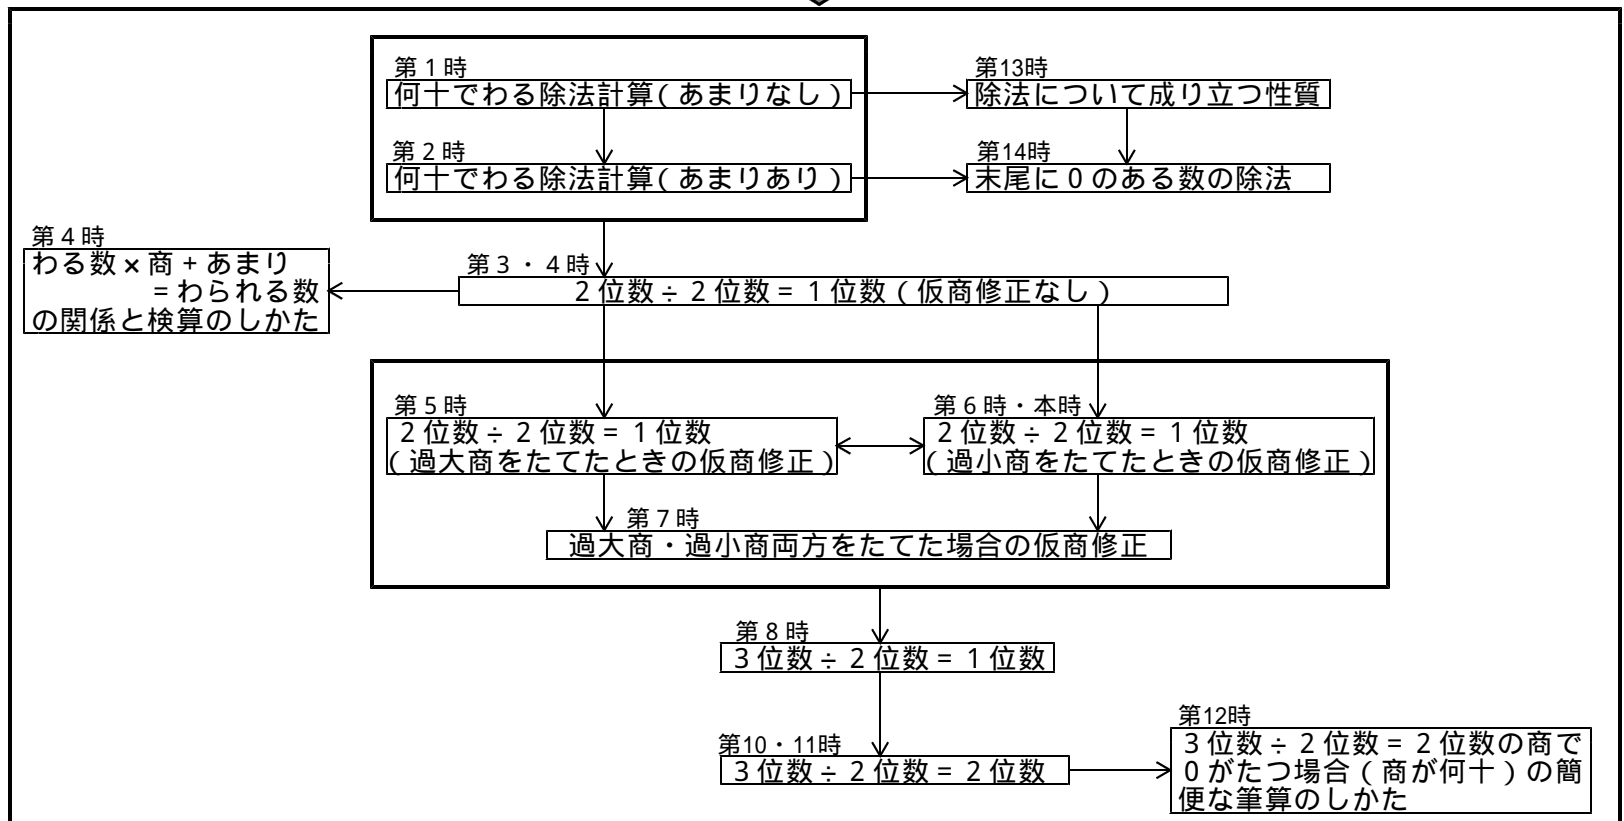 第１時
何十でわる除法計算（あまりなし）
第13時
除法について成り立つ性質
第２時
何十でわる除法計算（あまりあり）
第14時
末尾に０のある数の除法
第４時
わる数×商＋あまり
＝わられる数
の関係と検算のしかた
第３・４時
２位数÷２位数＝１位数（仮商修正なし）
第５時
２位数÷２位数＝１位数
（過大商をたてたときの仮商修正）
第６時・本時
２位数÷２位数＝１位数
（過小商をたてたときの仮商修正）
第７時
過大商・過小商両方をたてた場合の仮商修正
第８時
３位数÷２位数＝１位数
第10・11時
３位数÷２位数＝２位数
第12時
３位数÷２位数＝２位数の商で
０がたつ場合（商が何十）の簡
便な筆算のしかた